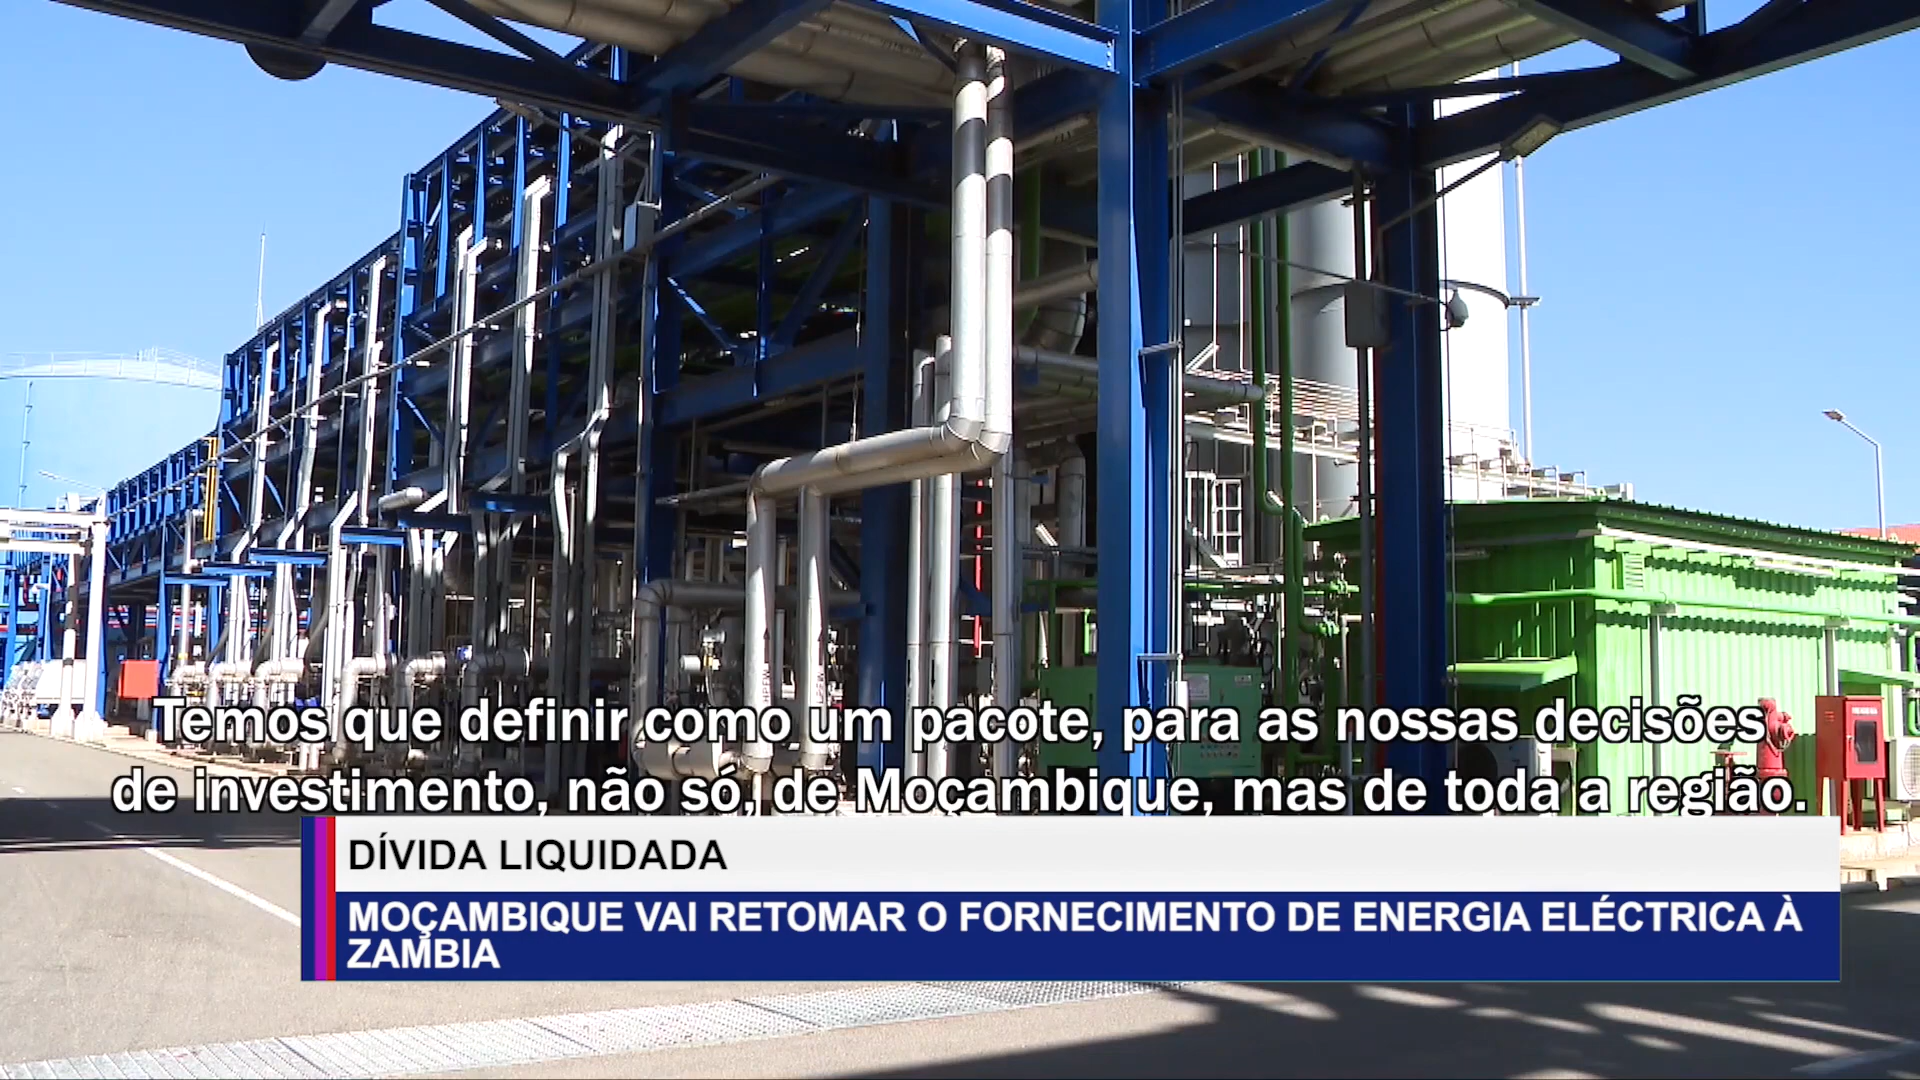 Temos que definir como um pacote, para as nossas decisões
de investimento, não só, de Moçambique, mas de toda a região.
DÍVIDA LIQUIDADA
MOÇAMBIQUE VAI RETOMAR O FORNECIMENTO DE ENERGIA ELÉCTRICA À
ZAMBIA